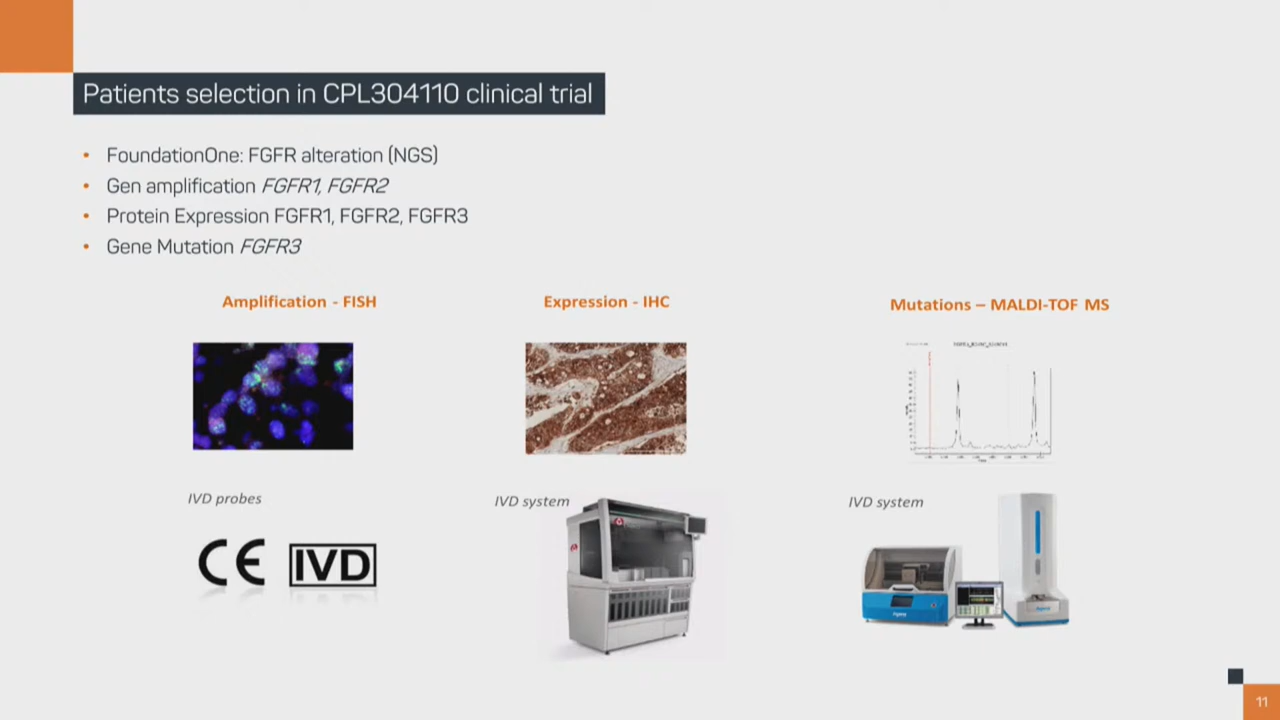 Patients selection in CPL304110 clinical trial
• FoundationOne: FGFR alteration (NGS)
• Gen amplification FGFR1, FGFR2
• Protein Expression FGFR1, FGFR2, FGFR3
• Gene Mutation FGFR3
Amplification - FISH
Expression - IHC
Mutations – MALDI-TOF MS
IVD probes
IVD system
IVD system
CE IVD
11